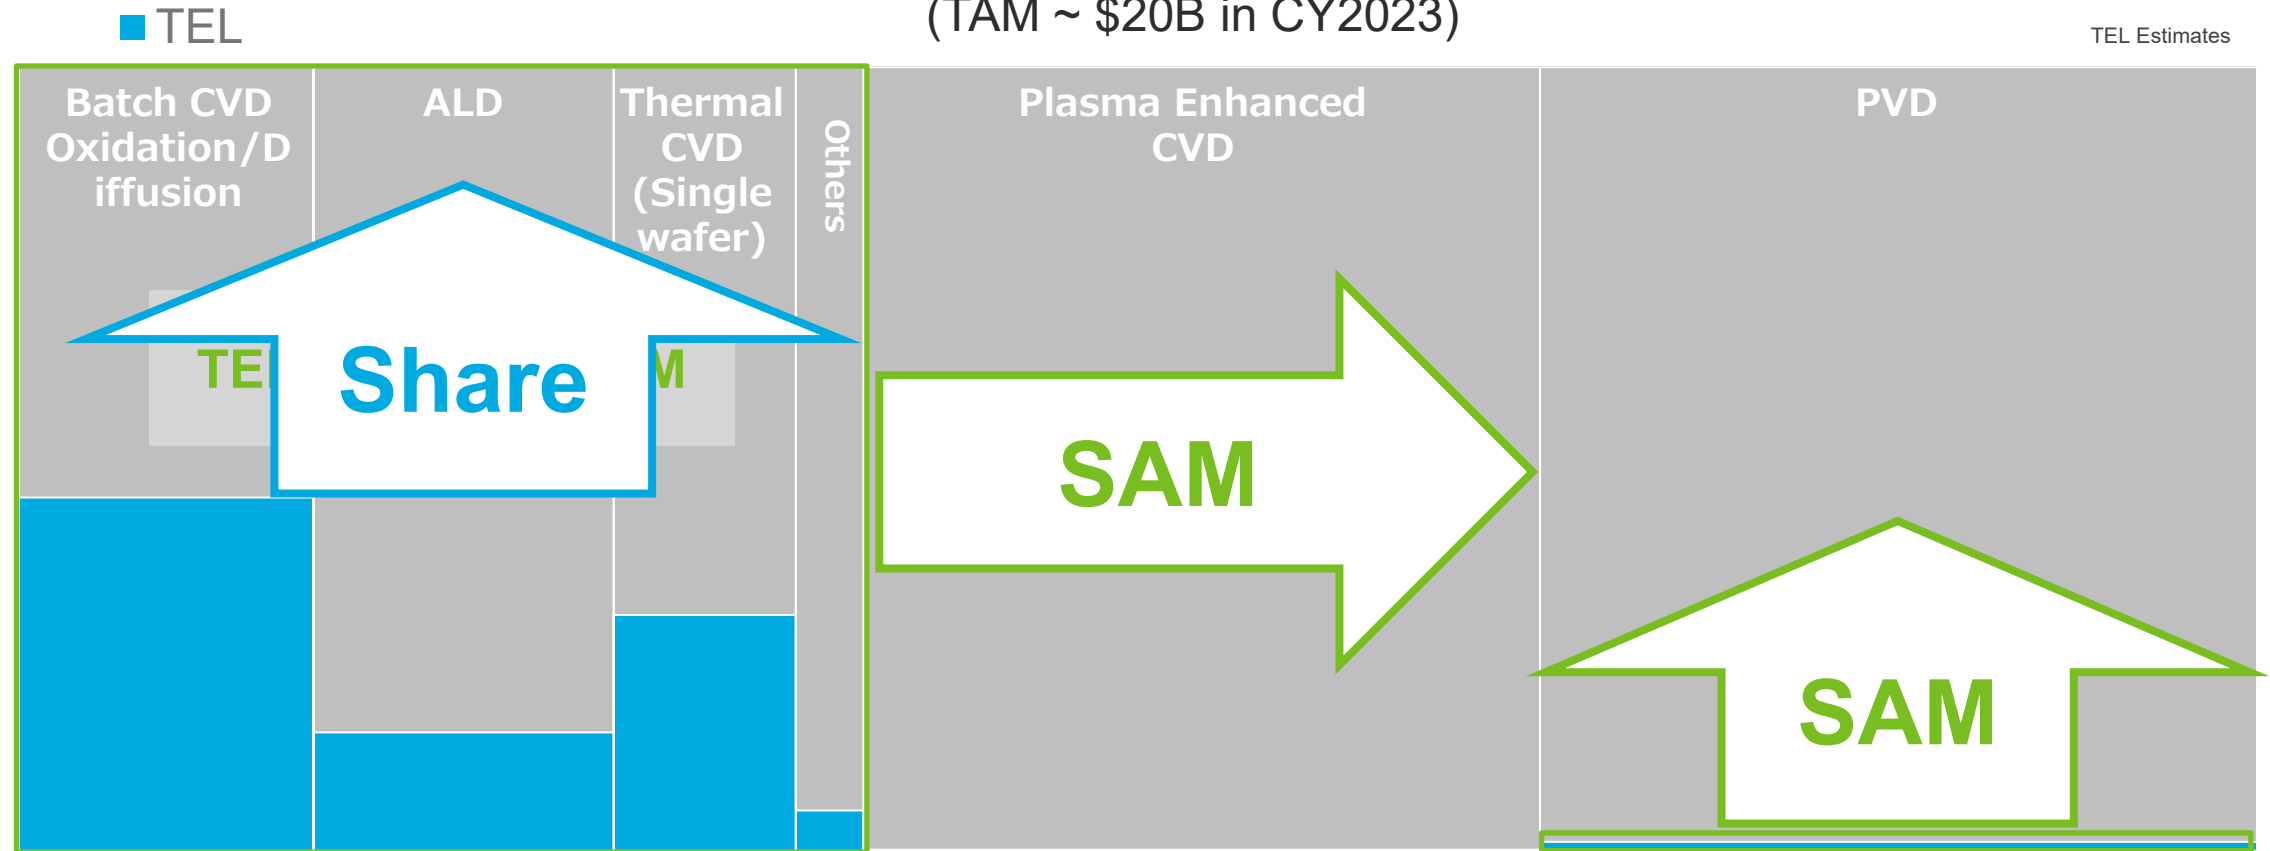 TEL
(TAM ~ $20B in CY2023)
TEL Estimates
Batch CVD
Oxidation/D
iffusion
ALD
Thermal
CVD
(Single
wafer)
Others
Plasma Enhanced
CVD
PVD
Share
SAM
SAM